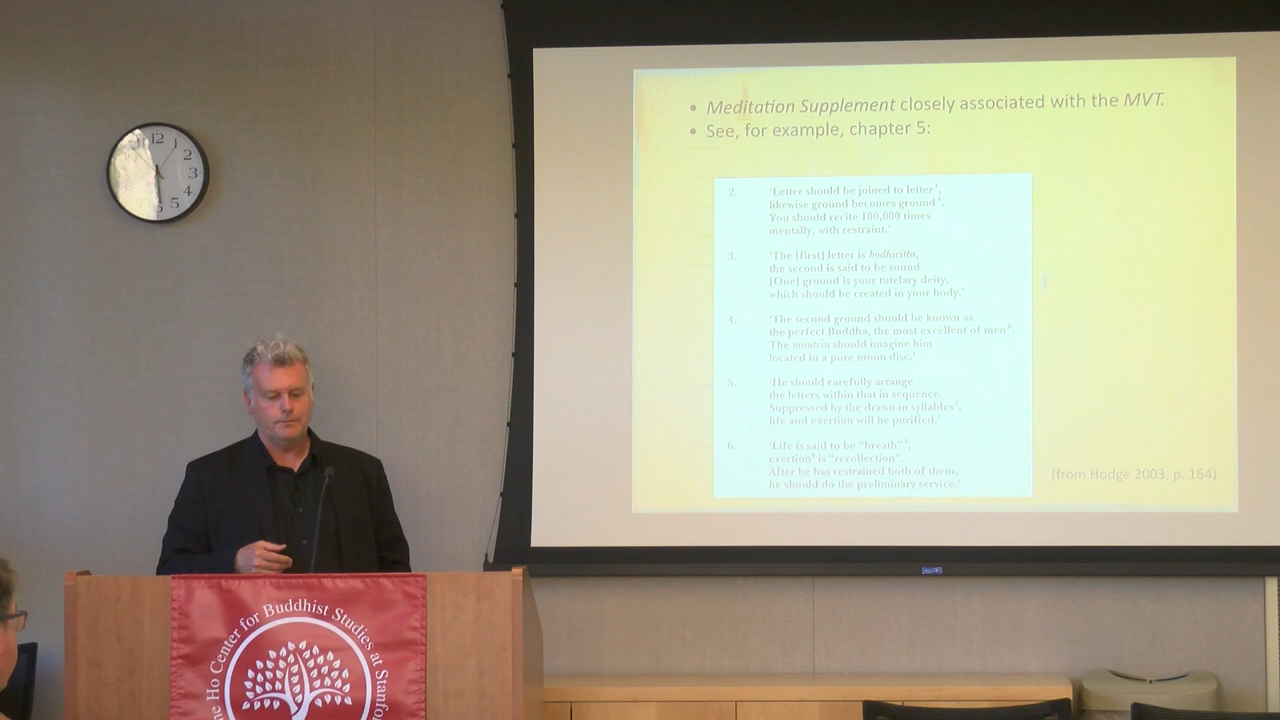 • Meditation Supplement closely associated with the MVT.
• See, for example, chapter 5:
2. 'Letter should be joined to letter¹,
likewise ground becomes ground
You should recite 100,000 times
mentally, with restraint.'
3. 'The [first] letter is bodhicitta,
the second is said to be sound.
[One] ground is your tutelary deity,
which should be created in your body.'
4. 'The second ground should be known as
the perfect Buddha, the most excellent of men
The mantrin should imagine him
located in a pure moon disc.'
5. 'He should carefully arrange
the letters within that in sequence,
Suppressed by the drawn-in syllables
life and exertion will be purified.'
6. 'Life is said to be "breath"
exertion is "recollection".
After he has restrained both of them,
he should do the preliminary service.'
(from Hodge 2003, p. 164)
12
1
2
3
4
5
6
Ho Center for Buddhist Studies at